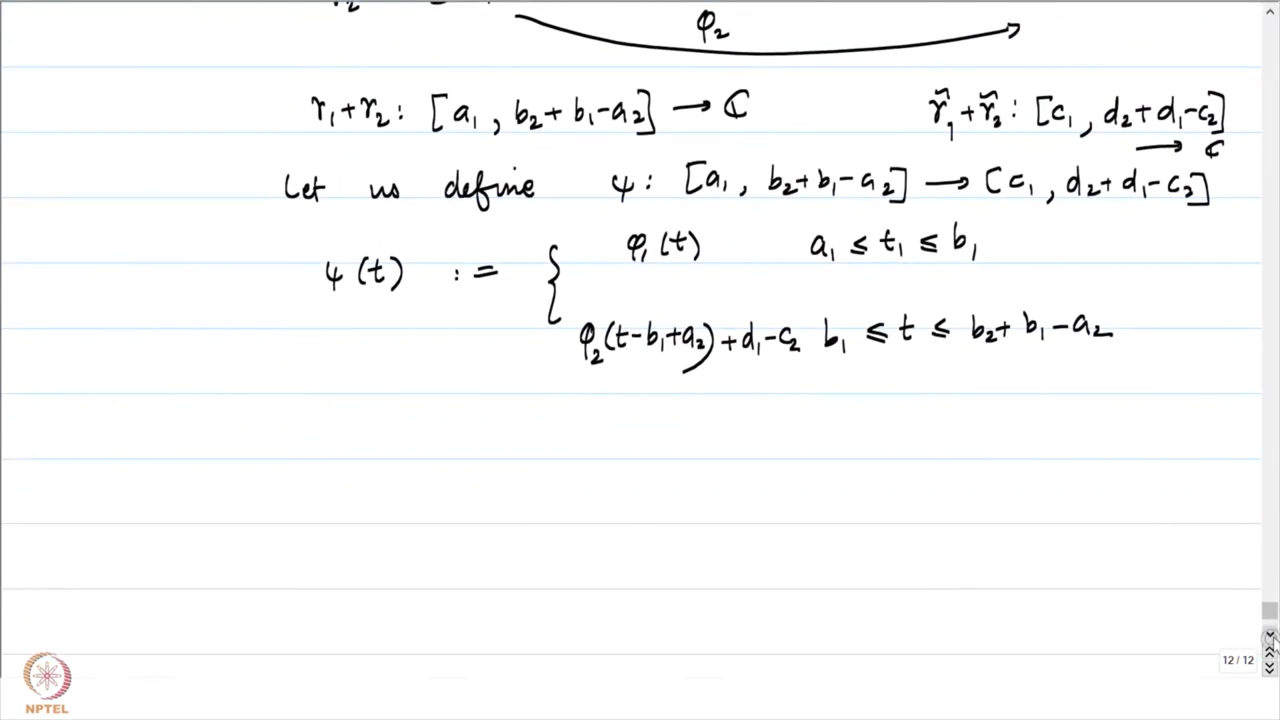 φ₂
γ₁+γ₂: [a₁, b₂+b₁-a₂] → ℂ γ̃₁+γ̃₂: [c₁, d₂+d₁-c₂] → ℂ
Let us define ψ: [a₁, b₂+b₁-a₂] → [c₁, d₂+d₁-c₂]
ψ(t) := { φ₁(t) a₁ ≤ t₁ ≤ b₁
φ₂(t-b₁+a₂)+d₁-c₂ b₁ ≤ t ≤ b₂+b₁-a₂
12 / 12
NPTEL